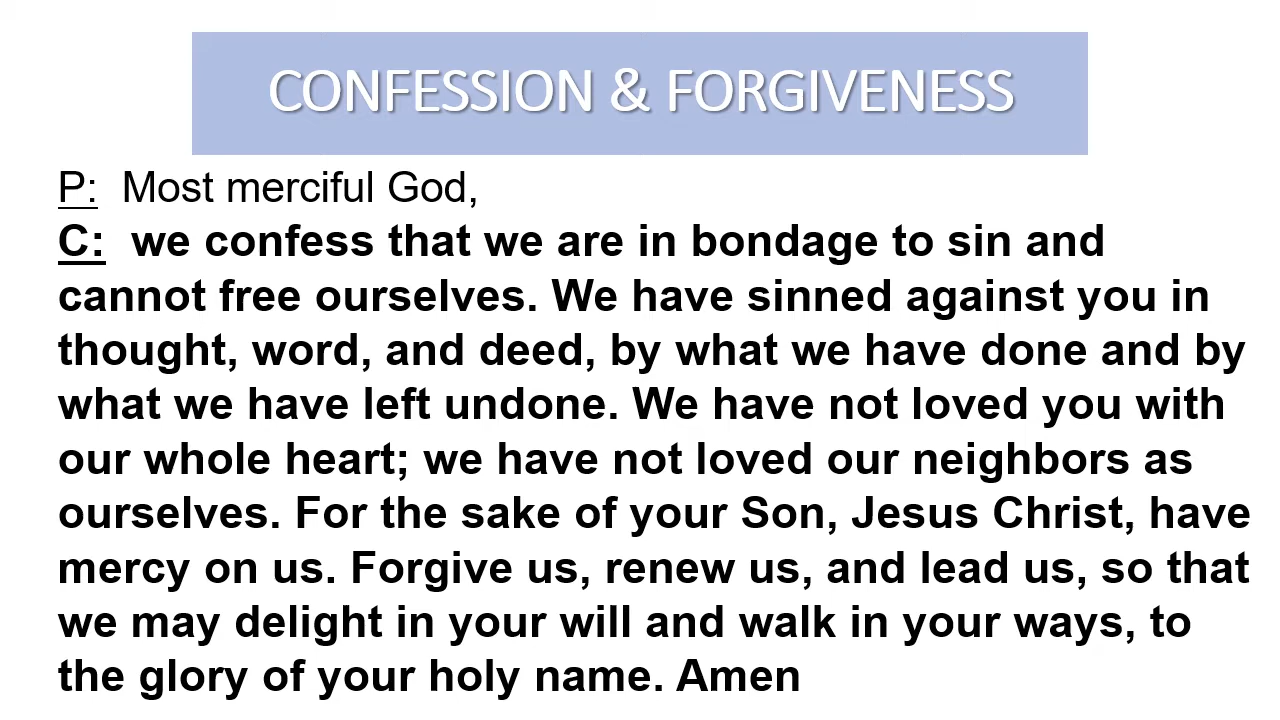 CONFESSION & FORGIVENESS
P:  Most merciful God,
C:  we confess that we are in bondage to sin and
cannot free ourselves. We have sinned against you in
thought, word, and deed, by what we have done and by
what we have left undone. We have not loved you with
our whole heart; we have not loved our neighbors as
ourselves. For the sake of your Son, Jesus Christ, have
mercy on us. Forgive us, renew us, and lead us, so that
we may delight in your will and walk in your ways, to
the glory of your holy name. Amen